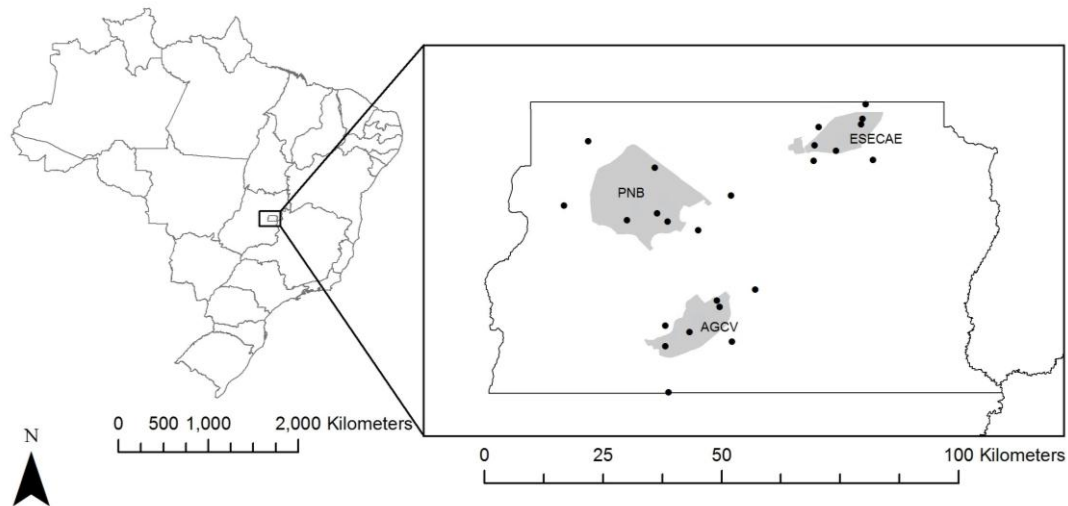 ESECAE
PNB
AGCV
0 500 1,000 2,000 Kilometers
N
0 25 50 100 Kilometers